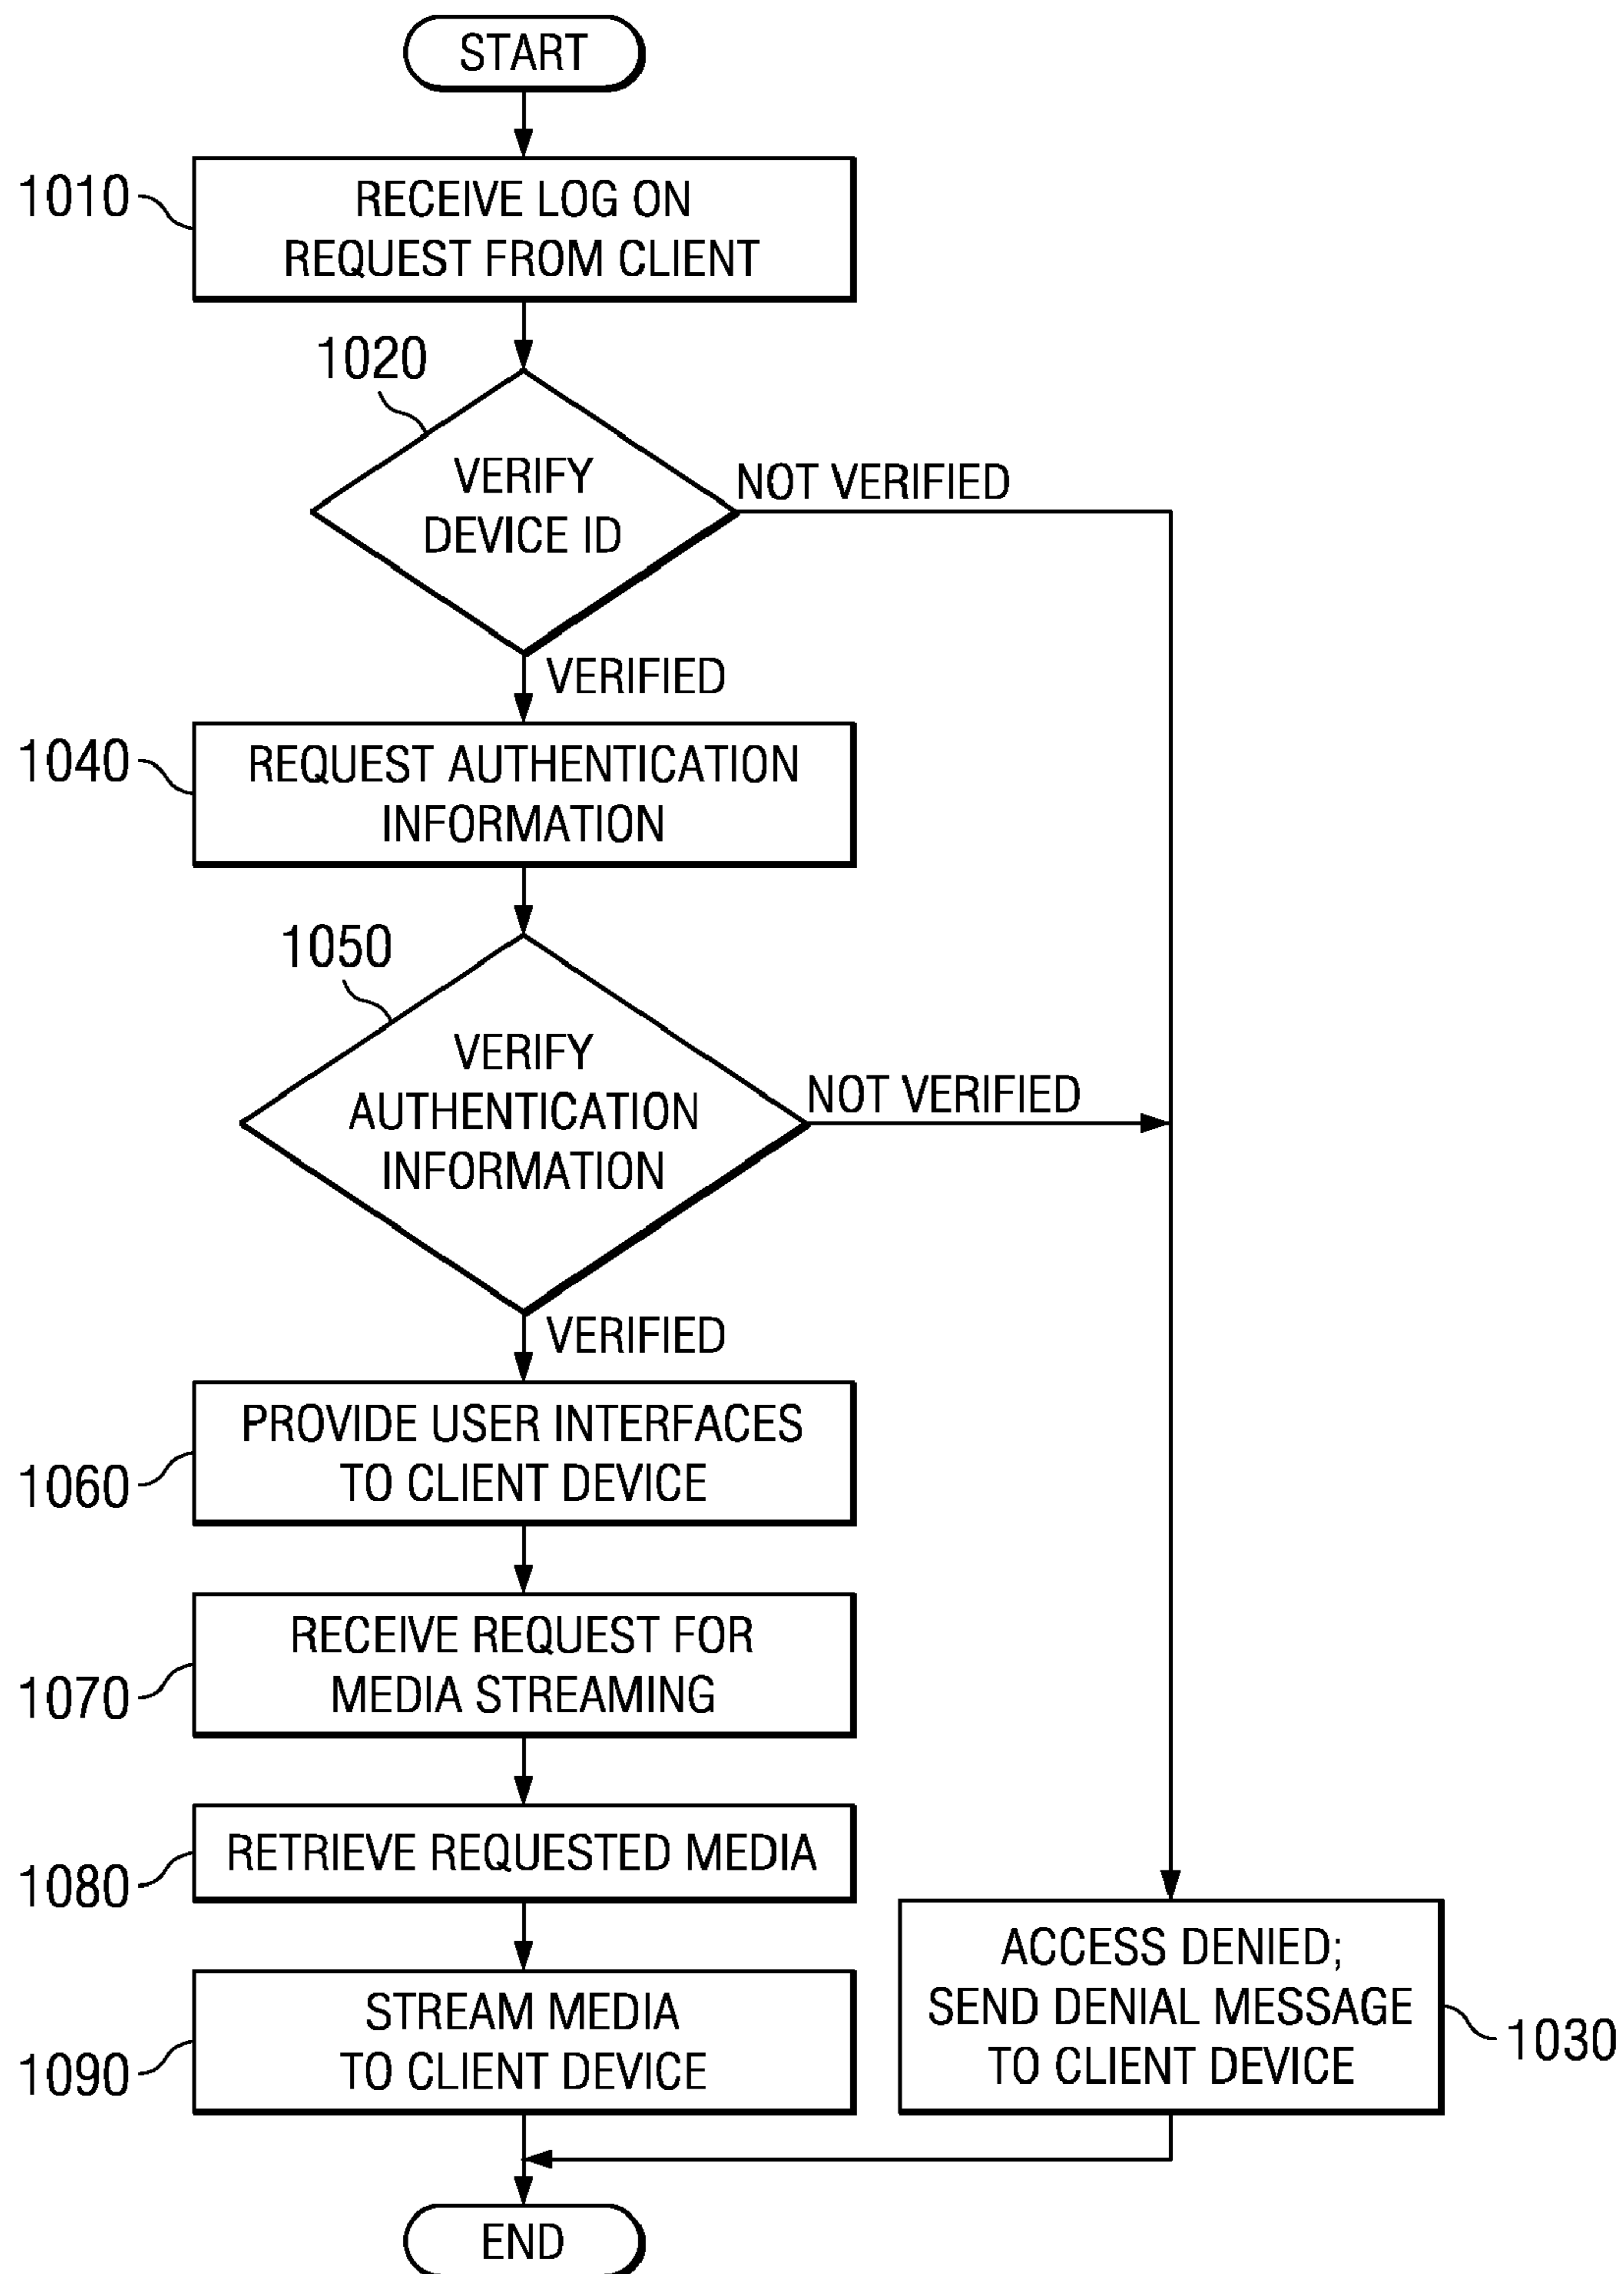 START
1010
RECEIVE LOG ON
REQUEST FROM CLIENT
1020
VERIFY
DEVICE ID
NOT VERIFIED
VERIFIED
1040
REQUEST AUTHENTICATION
INFORMATION
1050
VERIFY
AUTHENTICATION
INFORMATION
NOT VERIFIED
VERIFIED
PROVIDE USER INTERFACES
TO CLIENT DEVICE
1060
RECEIVE REQUEST FOR
MEDIA STREAMING
1070
RETRIEVE REQUESTED MEDIA
1080
STREAM MEDIA
TO CLIENT DEVICE
1090
ACCESS DENIED;
SEND DENIAL MESSAGE
TO CLIENT DEVICE
1030
END